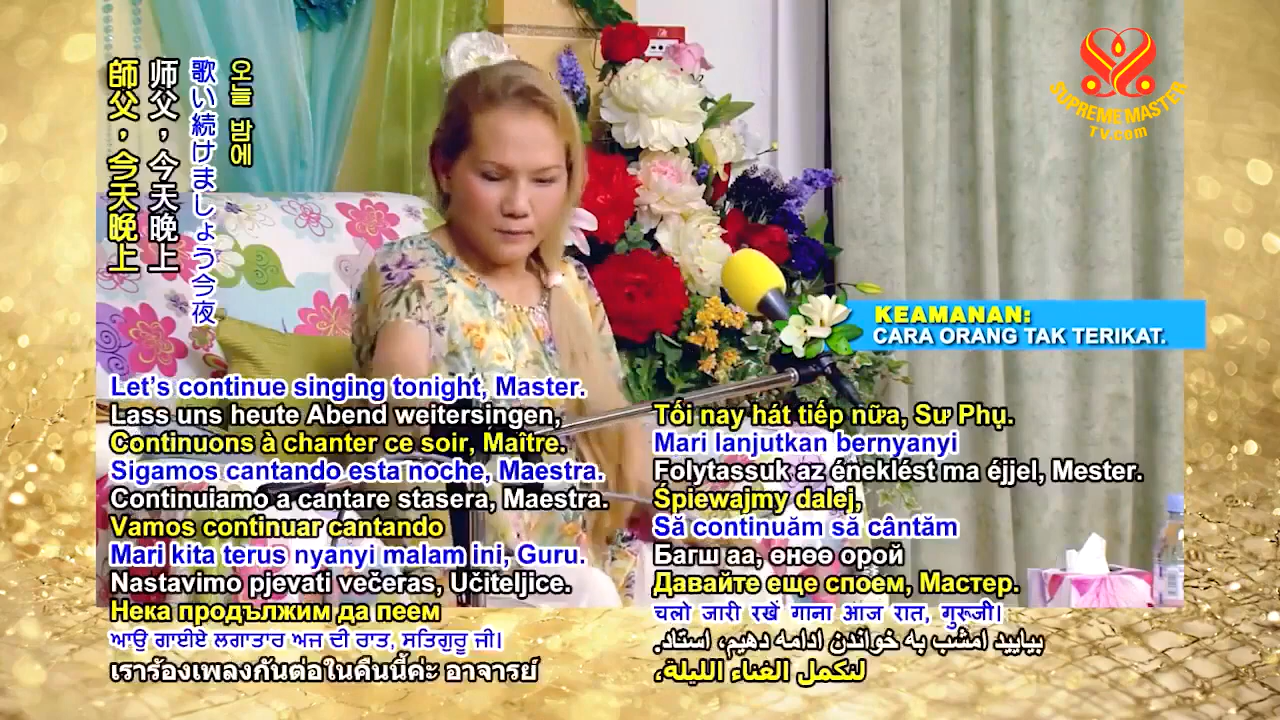 SUPREME MASTER
TV.com
오늘 밤에
歌い続けましょう今夜
师父，今天晚上
師父，今天晚上
KEAMANAN:
CARA ORANG TAK TERIKAT.
Let’s continue singing tonight, Master.
Lass uns heute Abend weitersingen,
Continuons à chanter ce soir, Maître.
Sigamos cantando esta noche, Maestra.
Continuiamo a cantare stasera, Maestra.
Vamos continuar cantando
Mari kita terus nyanyi malam ini, Guru.
Nastavimo pjevati večeras, Učiteljice.
Нека продължим да пеем
ਆਉ ਗਾਈਏ ਲਗਾਤਾਰ ਅਜ ਦੀ ਰਾਤ, ਸਤਿਗੁਰੂ ਜੀ।
เราร้องเพลงกันต่อในคืนนี้ค่ะ อาจารย์
Tối nay hát tiếp nữa, Sư Phụ.
Mari lanjutkan bernyanyi
Folytassuk az éneklést ma éjjel, Mester.
Śpiewajmy dalej,
Să continuăm să cântăm
Багш аа, өнөө орой
Давайте еще споем, Мастер.
चलो जारी रखें गाना आज रात, गुरूजी।
بیایید امشب به خواندن ادامه دهیم، استاد.
لنكمل الغناء الليلة،